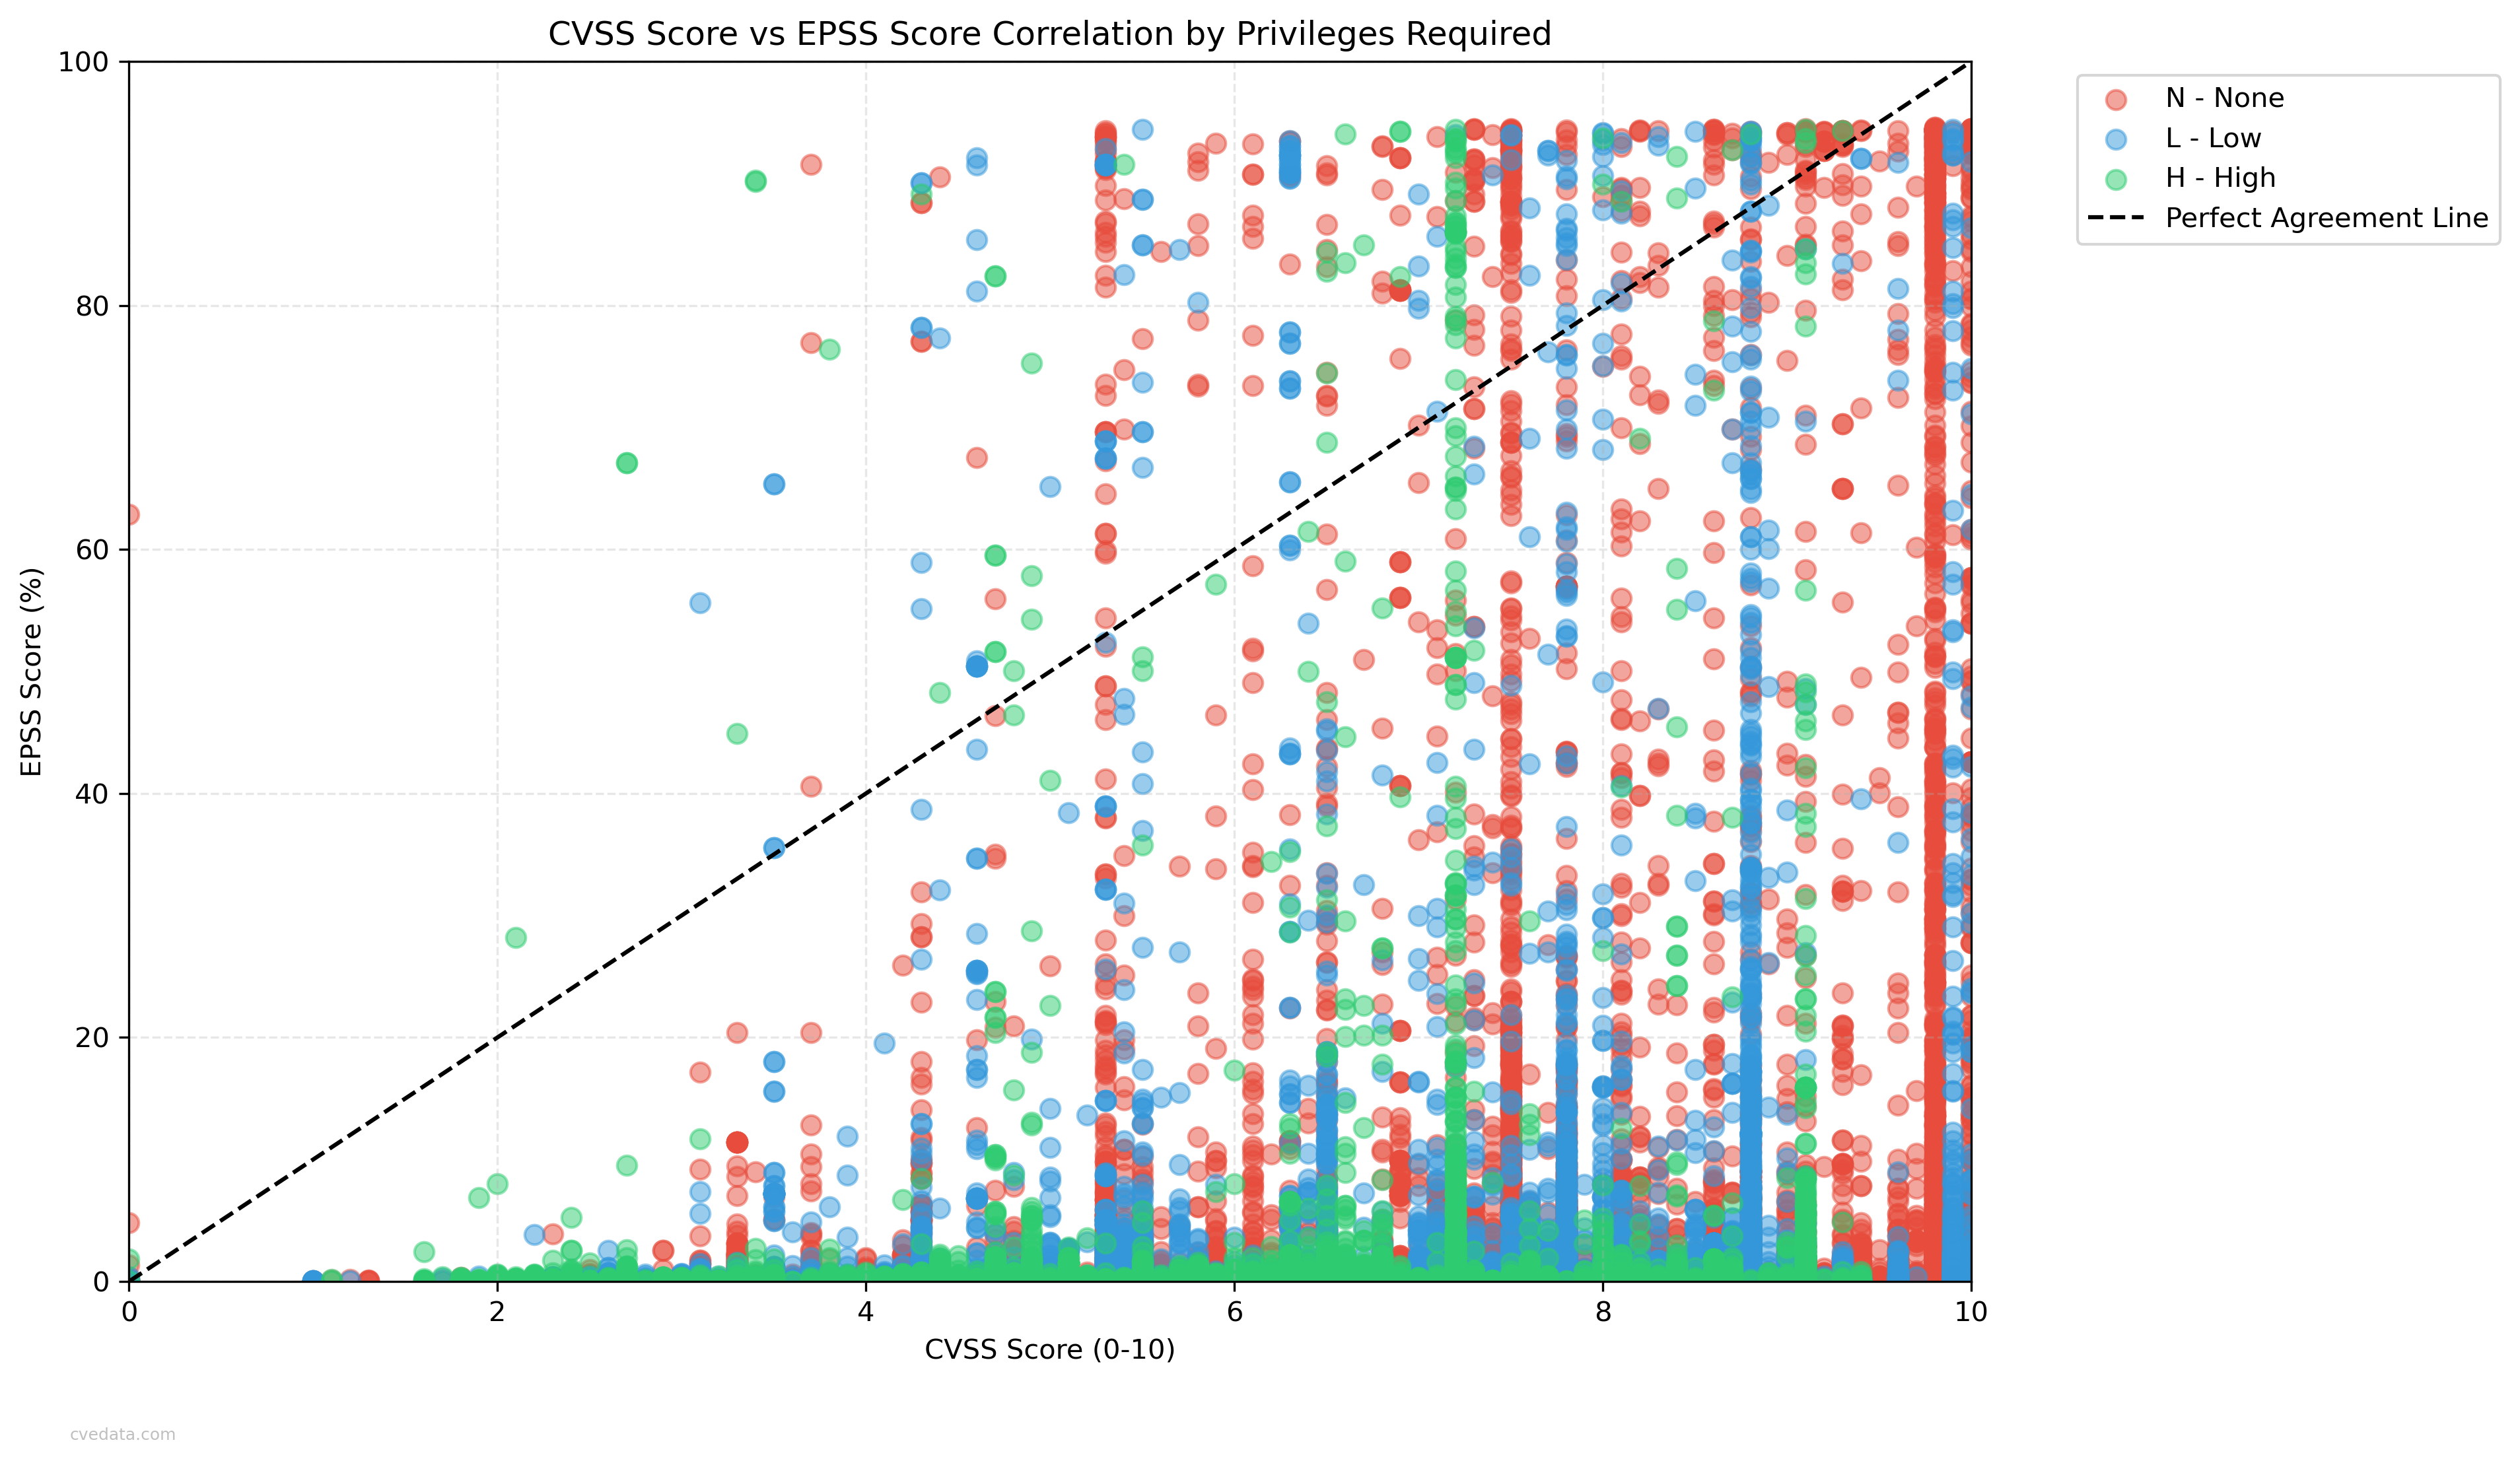 CVSS Score vs EPSS Score Correlation by Privileges Required
100
80
60
40
20
0
EPSS Score (%)
0 2 4 6 8 10
CVSS Score (0-10)
N - None
L - Low
H - High
Perfect Agreement Line
cvedata.com